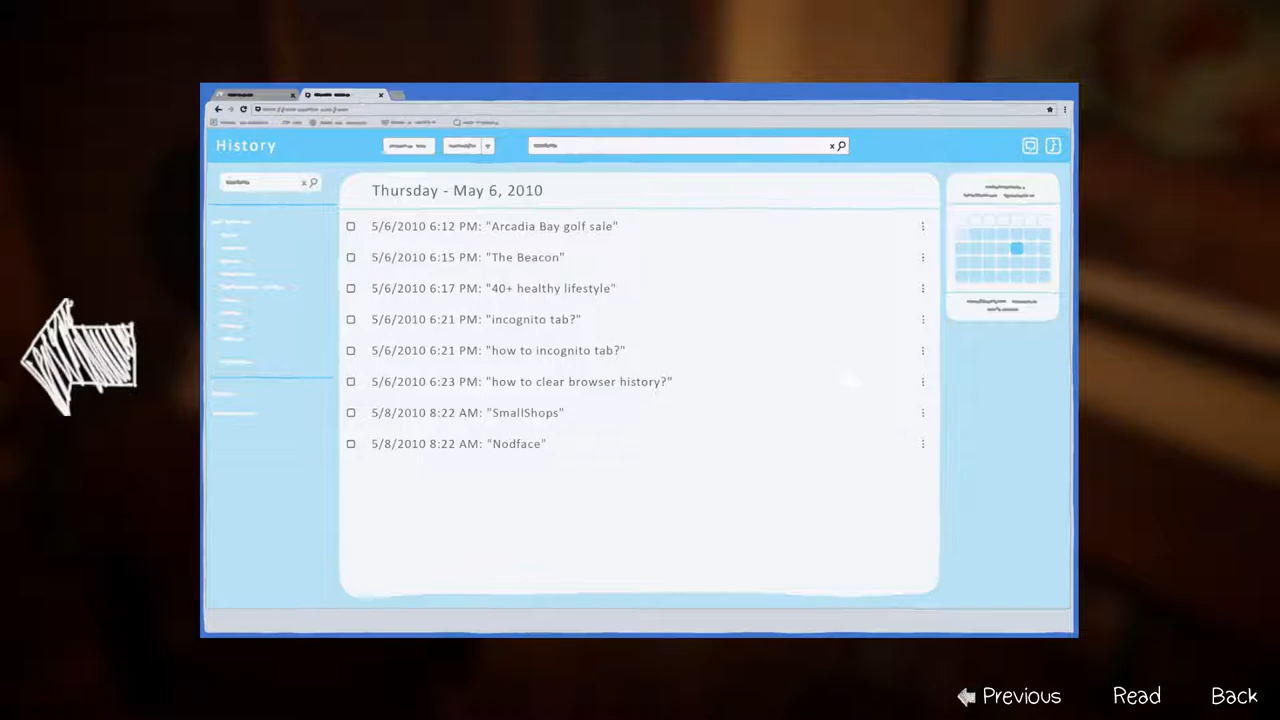 History
Thursday - May 6, 2010
5/6/2010 6:12 PM: "Arcadia Bay golf sale"
5/6/2010 6:15 PM: "The Beacon"
5/6/2010 6:17 PM: "40+ healthy lifestyle"
5/6/2010 6:21 PM: "incognito tab?"
5/6/2010 6:21 PM: "how to incognito tab?"
5/6/2010 6:23 PM: "how to clear browser history?"
5/8/2010 8:22 AM: "SmallShops"
5/8/2010 8:22 AM: "Nodface"
Previous Read Back